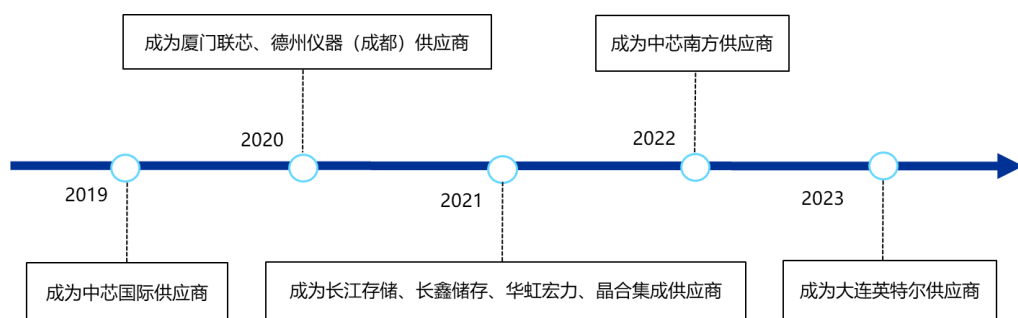 成为厦门联芯、德州仪器（成都）供应商
成为中芯南方供应商
2020
2022
2019
2021
2023
成为中芯国际供应商
成为长江存储、长鑫储存、华虹宏力、晶合集成供应商
成为大连英特尔供应商